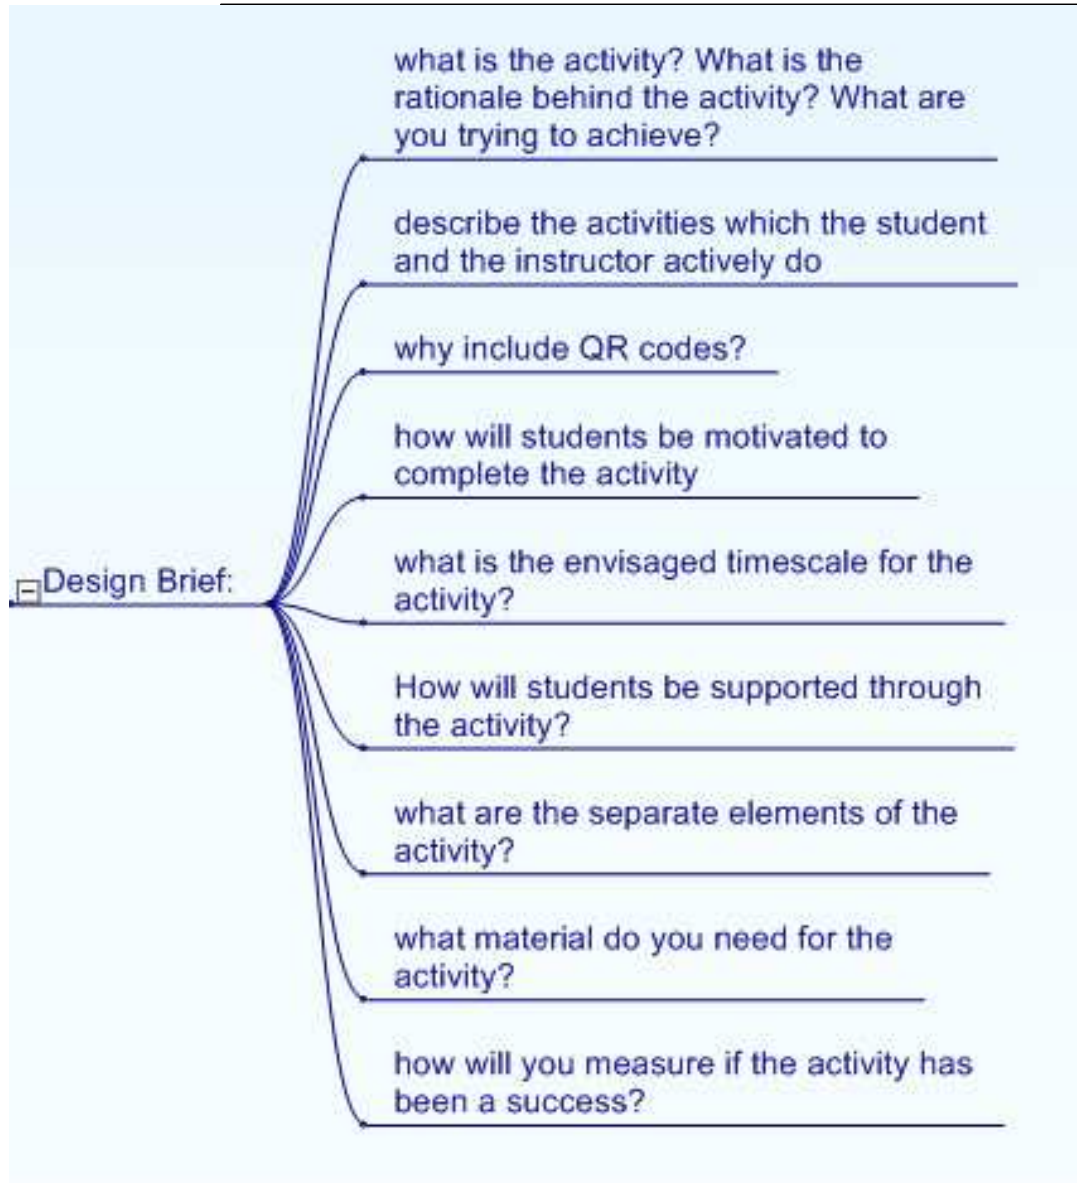 what is the activity? What is the
rationale behind the activity? What are
you trying to achieve?
describe the activities which the student
and the instructor actively do
why include QR codes?
how will students be motivated to
complete the activity
Design Brief:
what is the envisaged timescale for the
activity?
How will students be supported through
the activity?
what are the separate elements of the
activity?
what material do you need for the
activity?
how will you measure if the activity has
been a success?